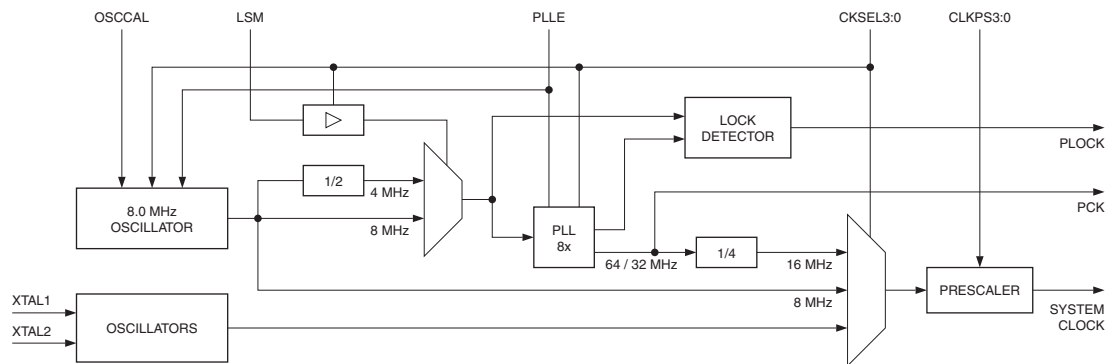 OSCCAL
LSM
PLLE
CKSEL3:0
CLKPS3:0
LOCK
DETECTOR
PLOCK
1/2
4 MHz
8.0 MHz
OSCILLATOR
8 MHz
PLL
8x
64 / 32 MHz
1/4
16 MHz
PCK
8 MHz
PRESCALER
SYSTEM
CLOCK
XTAL1
XTAL2
OSCILLATORS